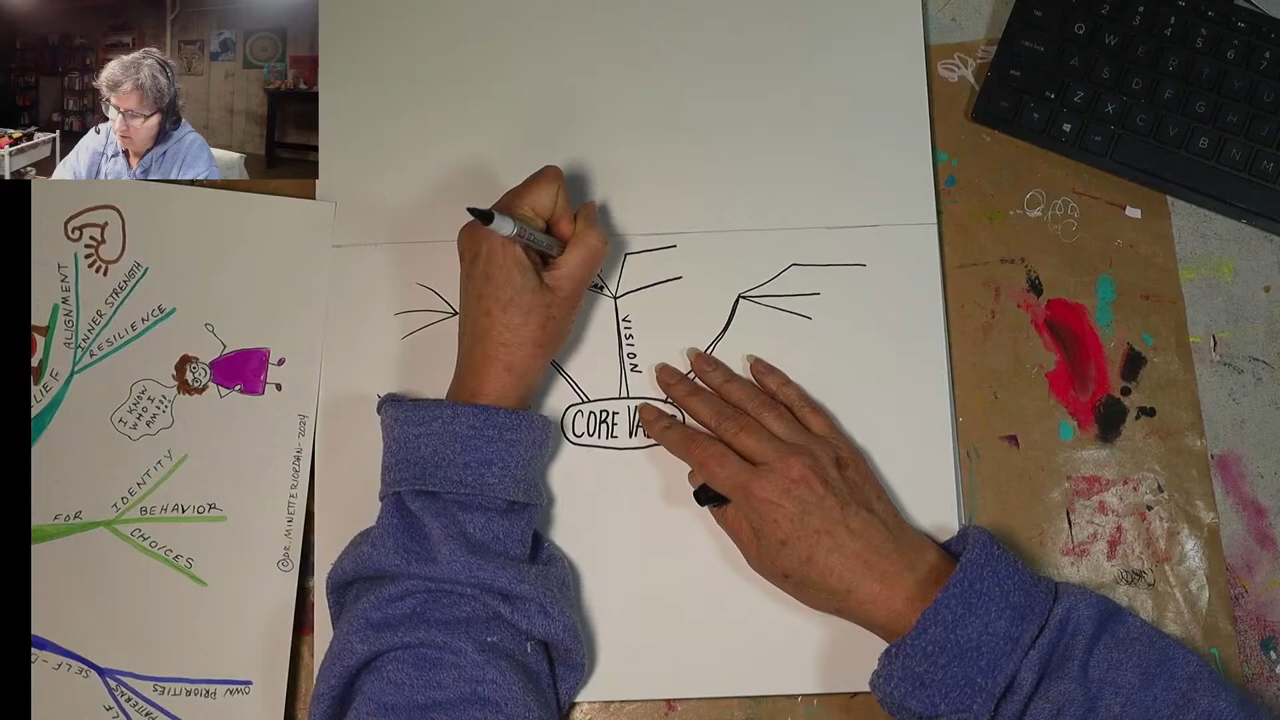 ALIGNMENT
INNER STRENGTH
RESILIENCE
LIEF
I KNOW
WHO I
AM
©DR. MINETTE RIORDAN - 2024
FOR
IDENTITY
BEHAVIOR
CHOICES
SELF-D
OWN PRIORITIES
PATTERNS
VISION
CORE VA
Q W E R T Y U
A S D F G H J
Z X C V B N M